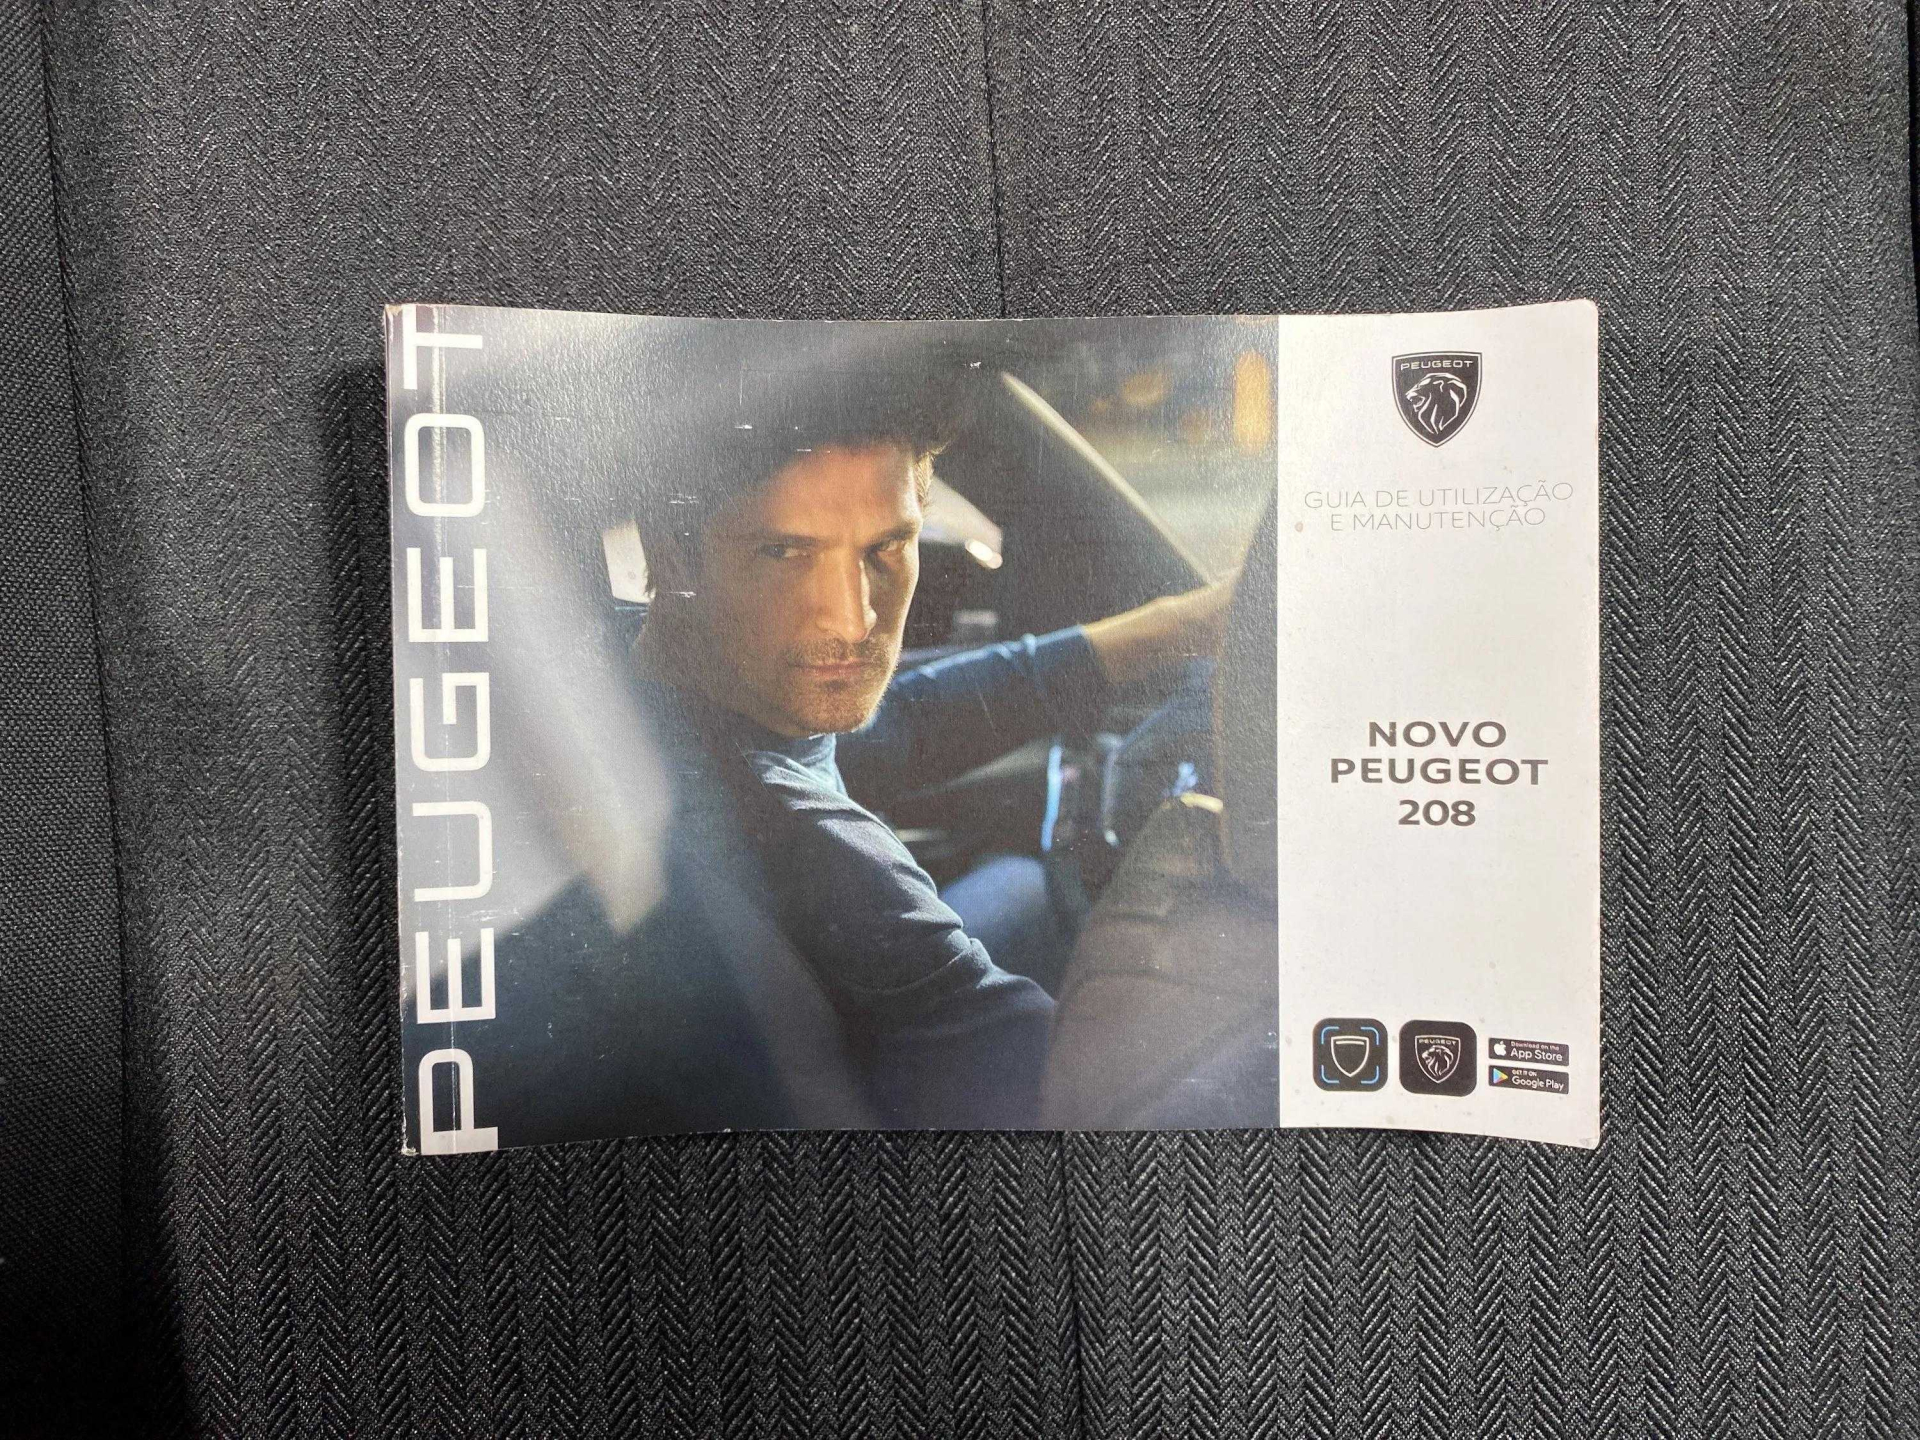 PEUGEOT
PEUGEOT
GUIA DE UTILIZAÇÃO
E MANUTENÇÃO
NOVO
PEUGEOT
208
PEUGEOT
Download on the
App Store
GET IT ON
Google Play